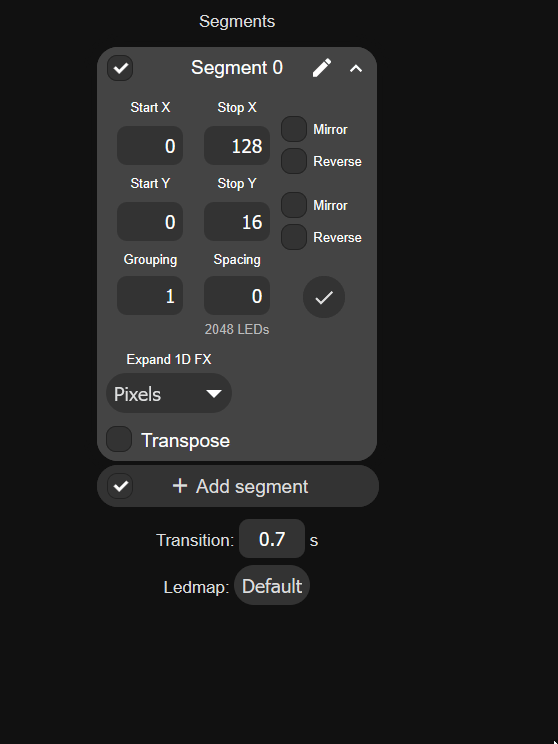 Segments
Segment 0
Start X Stop X
Mirror
0 128
Reverse
Start Y Stop Y
Mirror
0 16
Reverse
Grouping Spacing
1 0
2048 LEDs
Expand 1D FX
Pixels
Transpose
+ Add segment
Transition: 0.7 s
Ledmap: Default